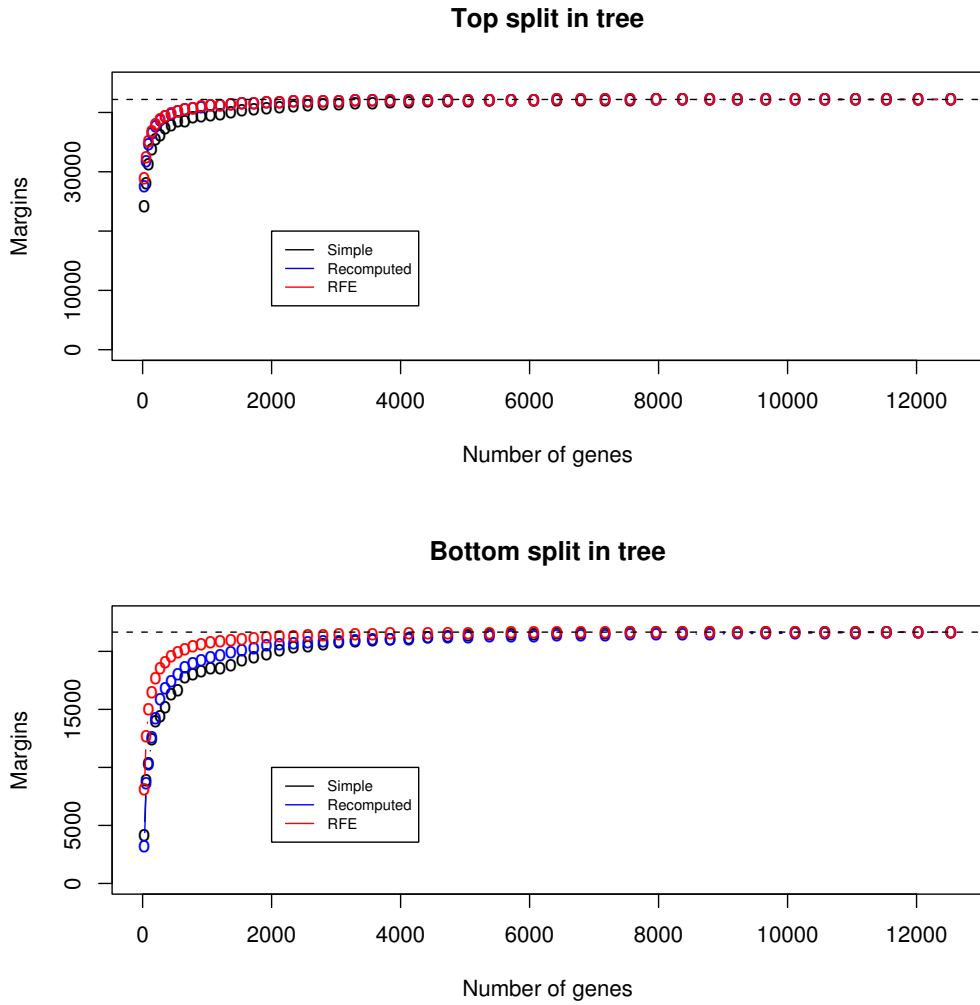 Top split in tree
Margins
30000
10000
0
Simple
Recomputed
RFE
0 2000 4000 6000 8000 10000 12000
Number of genes
Bottom split in tree
Margins
15000
5000
0
Simple
Recomputed
RFE
0 2000 4000 6000 8000 10000 12000
Number of genes